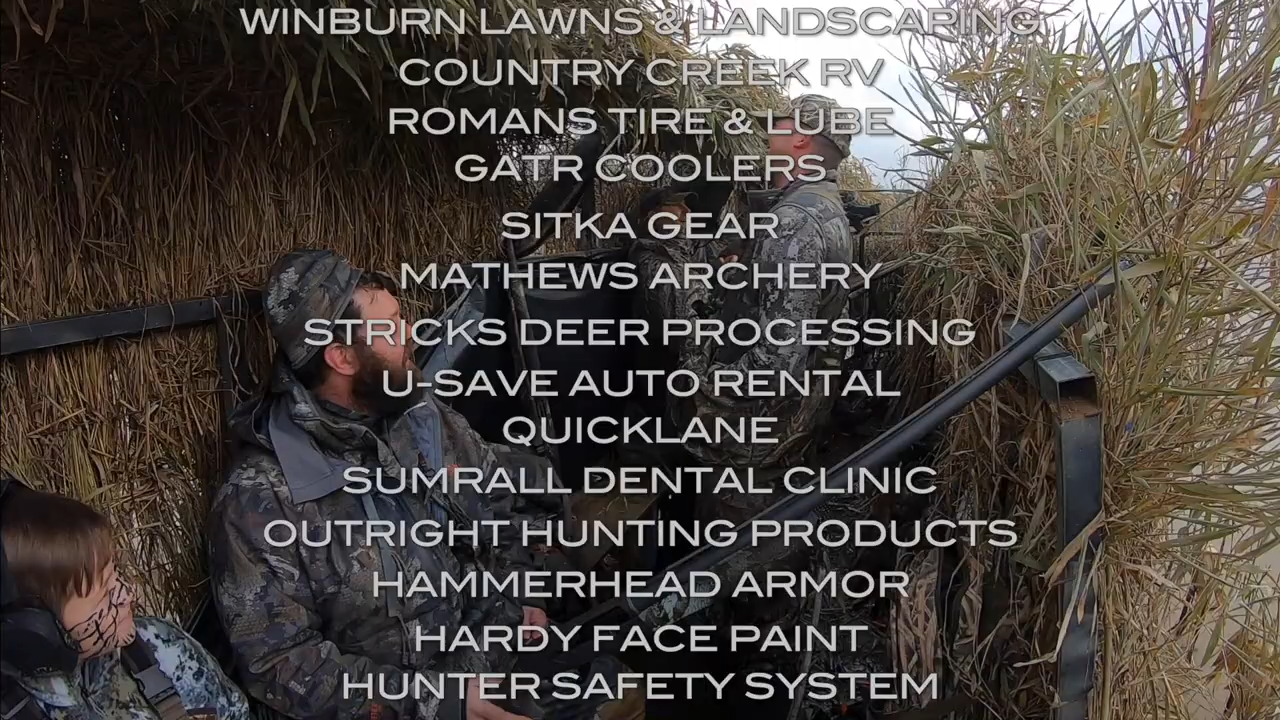 WINBURN LAWNS & LANDSCAPING
COUNTRY CREEK RV
ROMANS TIRE & LUBE
GATR COOLERS
SITKA GEAR
MATHEWS ARCHERY
STRICKS DEER PROCESSING
U-SAVE AUTO RENTAL
QUICKLANE
SUMRALL DENTAL CLINIC
OUTRIGHT HUNTING PRODUCTS
HAMMERHEAD ARMOR
HARDY FACE PAINT
HUNTER SAFETY SYSTEM